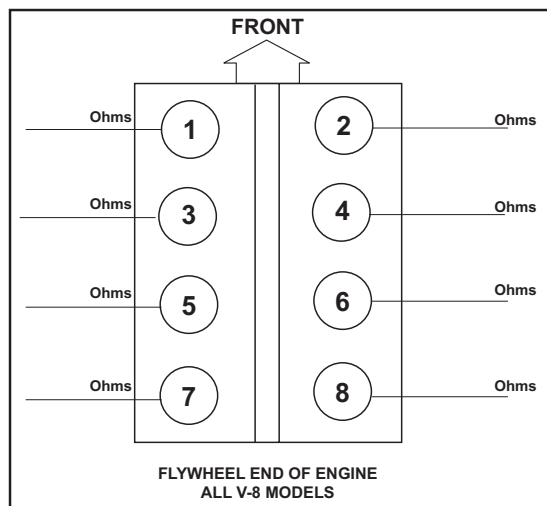 FRONT
Ohms 1 2 Ohms
Ohms 3 4 Ohms
Ohms 5 6 Ohms
Ohms 7 8 Ohms
FLYWHEEL END OF ENGINE
ALL V-8 MODELS